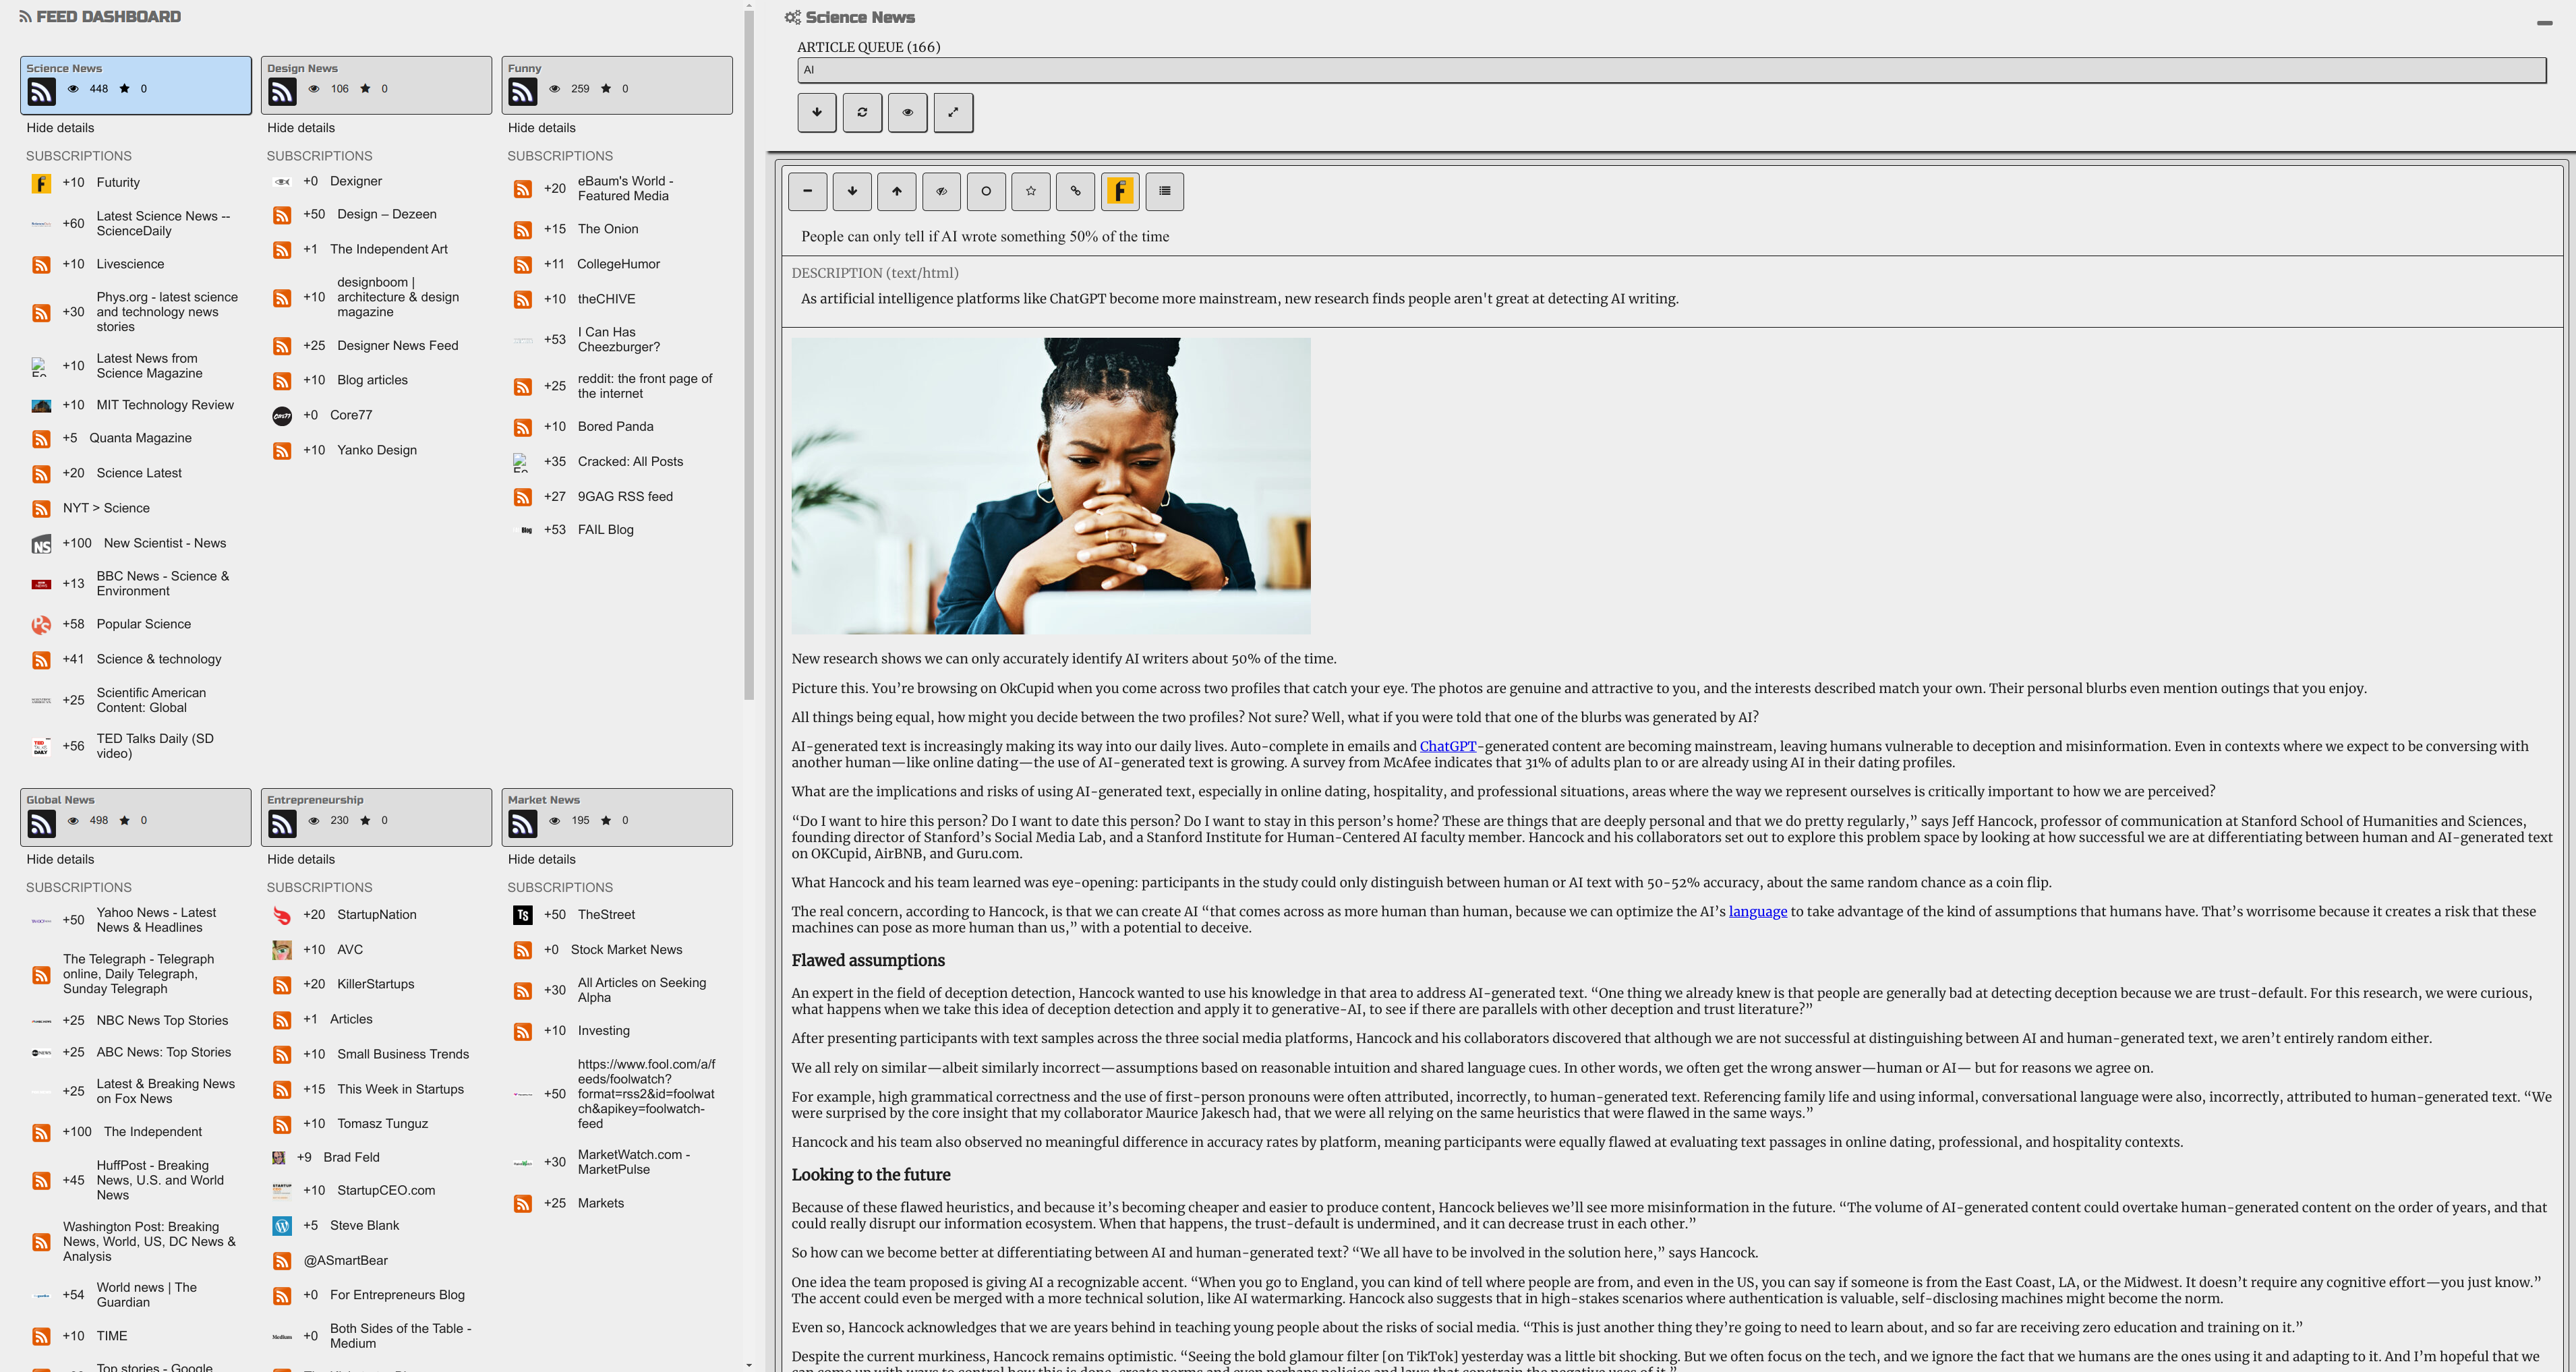 FEED DASHBOARD
Science News
448 0
Hide details
SUBSCRIPTIONS
+10 Futurity
+60 Latest Science News --
ScienceDaily
+10 Livescience
+30 Phys.org - latest science
and technology news
stories
+10 Latest News from
Science Magazine
+10 MIT Technology Review
+5 Quanta Magazine
+20 Science Latest
NYT > Science
+100 New Scientist - News
+13 BBC News - Science &
Environment
+58 Popular Science
+41 Science & technology
+25 Scientific American
Content: Global
+56 TED Talks Daily (SD
video)
Design News
106 0
Hide details
SUBSCRIPTIONS
+0 Dexigner
+50 Design – Dezeen
+1 The Independent Art
+10 designboom |
architecture & design
magazine
+25 Designer News Feed
+10 Blog articles
+0 Core77
+10 Yanko Design
Funny
259 0
Hide details
SUBSCRIPTIONS
+20 eBaum's World -
Featured Media
+15 The Onion
+11 CollegeHumor
+10 theCHIVE
+53 I Can Has
Cheezburger?
+25 reddit: the front page of
the internet
+10 Bored Panda
+35 Cracked: All Posts
+27 9GAG RSS feed
+53 FAIL Blog
Global News
498 0
Hide details
SUBSCRIPTIONS
+50 Yahoo News - Latest
News & Headlines
The Telegraph - Telegraph
online, Daily Telegraph,
Sunday Telegraph
+25 NBC News Top Stories
+25 ABC News: Top Stories
+25 Latest & Breaking News
on Fox News
+100 The Independent
+45 HuffPost - Breaking
News, U.S. and World
News
Washington Post: Breaking
News, World, US, DC News &
Analysis
+54 World news | The
Guardian
+10 TIME
Top stories - Google
Entrepreneurship
230 0
Hide details
SUBSCRIPTIONS
+20 StartupNation
+10 AVC
+20 KillerStartups
+1 Articles
+10 Small Business Trends
+15 This Week in Startups
+10 Tomasz Tunguz
+9 Brad Feld
+10 StartupCEO.com
+5 Steve Blank
@ASmartBear
+0 For Entrepreneurs Blog
+0 Both Sides of the Table -
Medium
Market News
195 0
Hide details
SUBSCRIPTIONS
+50 TheStreet
+0 Stock Market News
+30 All Articles on Seeking
Alpha
+10 Investing
+50 https://www.fool.com/a/f
eeds/foolwatch?
format=rss2&id=foolwat
ch&apikey=foolwatch-
feed
+30 MarketWatch.com -
MarketPulse
+25 Markets
Science News
ARTICLE QUEUE (166)
AI
People can only tell if AI wrote something 50% of the time
DESCRIPTION (text/html)
As artificial intelligence platforms like ChatGPT become more mainstream, new research finds people aren't great at detecting AI writing.
New research shows we can only accurately identify AI writers about 50% of the time.
Picture this. You’re browsing on OkCupid when you come across two profiles that catch your eye. The photos are genuine and attractive to you, and the interests described match your own. Their personal blurbs even mention outings that you enjoy.
All things being equal, how might you decide between the two profiles? Not sure? Well, what if you were told that one of the blurbs was generated by AI?
AI-generated text is increasingly making its way into our daily lives. Auto-complete in emails and ChatGPT-generated content are becoming mainstream, leaving humans vulnerable to deception and misinformation. Even in contexts where we expect to be conversing with
another human—like online dating—the use of AI-generated text is growing. A survey from McAfee indicates that 31% of adults plan to or are already using AI in their dating profiles.
What are the implications and risks of using AI-generated text, especially in online dating, hospitality, and professional situations, areas where the way we represent ourselves is critically important to how we are perceived?
“Do I want to hire this person? Do I want to date this person? Do I want to stay in this person’s home? These are things that are deeply personal and that we do pretty regularly,” says Jeff Hancock, professor of communication at Stanford School of Humanities and Sciences,
founding director of Stanford’s Social Media Lab, and a Stanford Institute for Human-Centered AI faculty member. Hancock and his collaborators set out to explore this problem space by looking at how successful we are at differentiating between human and AI-generated text
on OKCupid, AirBNB, and Guru.com.
What Hancock and his team learned was eye-opening: participants in the study could only distinguish between human or AI text with 50-52% accuracy, about the same random chance as a coin flip.
The real concern, according to Hancock, is that we can create AI “that comes across as more human than human, because we can optimize the AI’s language to take advantage of the kind of assumptions that humans have. That’s worrisome because it creates a risk that these
machines can pose as more human than us,” with a potential to deceive.
Flawed assumptions
An expert in the field of deception detection, Hancock wanted to use his knowledge in that area to address AI-generated text. “One thing we already knew is that people are generally bad at detecting deception because we are trust-default. For this research, we were curious,
what happens when we take this idea of deception detection and apply it to generative-AI, to see if there are parallels with other deception and trust literature?”
After presenting participants with text samples across the three social media platforms, Hancock and his collaborators discovered that although we are not successful at distinguishing between AI and human-generated text, we aren’t entirely random either.
We all rely on similar—albeit similarly incorrect—assumptions based on reasonable intuition and shared language cues. In other words, we often get the wrong answer—human or AI— but for reasons we agree on.
For example, high grammatical correctness and the use of first-person pronouns were often attributed, incorrectly, to human-generated text. Referencing family life and using informal, conversational language were also, incorrectly, attributed to human-generated text. “We
were surprised by the core insight that my collaborator Maurice Jakesch had, that we were all relying on the same heuristics that were flawed in the same ways.”
Hancock and his team also observed no meaningful difference in accuracy rates by platform, meaning participants were equally flawed at evaluating text passages in online dating, professional, and hospitality contexts.
Looking to the future
Because of these flawed heuristics, and because it’s becoming cheaper and easier to produce content, Hancock believes we’ll see more misinformation in the future. “The volume of AI-generated content could overtake human-generated content on the order of years, and that
could really disrupt our information ecosystem. When that happens, the trust-default is undermined, and it can decrease trust in each other.”
So how can we become better at differentiating between AI and human-generated text? “We all have to be involved in the solution here,” says Hancock.
One idea the team proposed is giving AI a recognizable accent. “When you go to England, you can kind of tell where people are from, and even in the US, you can say if someone is from the East Coast, LA, or the Midwest. It doesn’t require any cognitive effort—you just know.”
The accent could even be merged with a more technical solution, like AI watermarking. Hancock also suggests that in high-stakes scenarios where authentication is valuable, self-disclosing machines might become the norm.
Even so, Hancock acknowledges that we are years behind in teaching young people about the risks of social media. “This is just another thing they’re going to need to learn about, and so far are receiving zero education and training on it.”
Despite the current murkiness, Hancock remains optimistic. “Seeing the bold glamour filter [on TikTok] yesterday was a little bit shocking. But we often focus on the tech, and we ignore the fact that we humans are the ones using it and adapting to it. And I’m hopeful that we